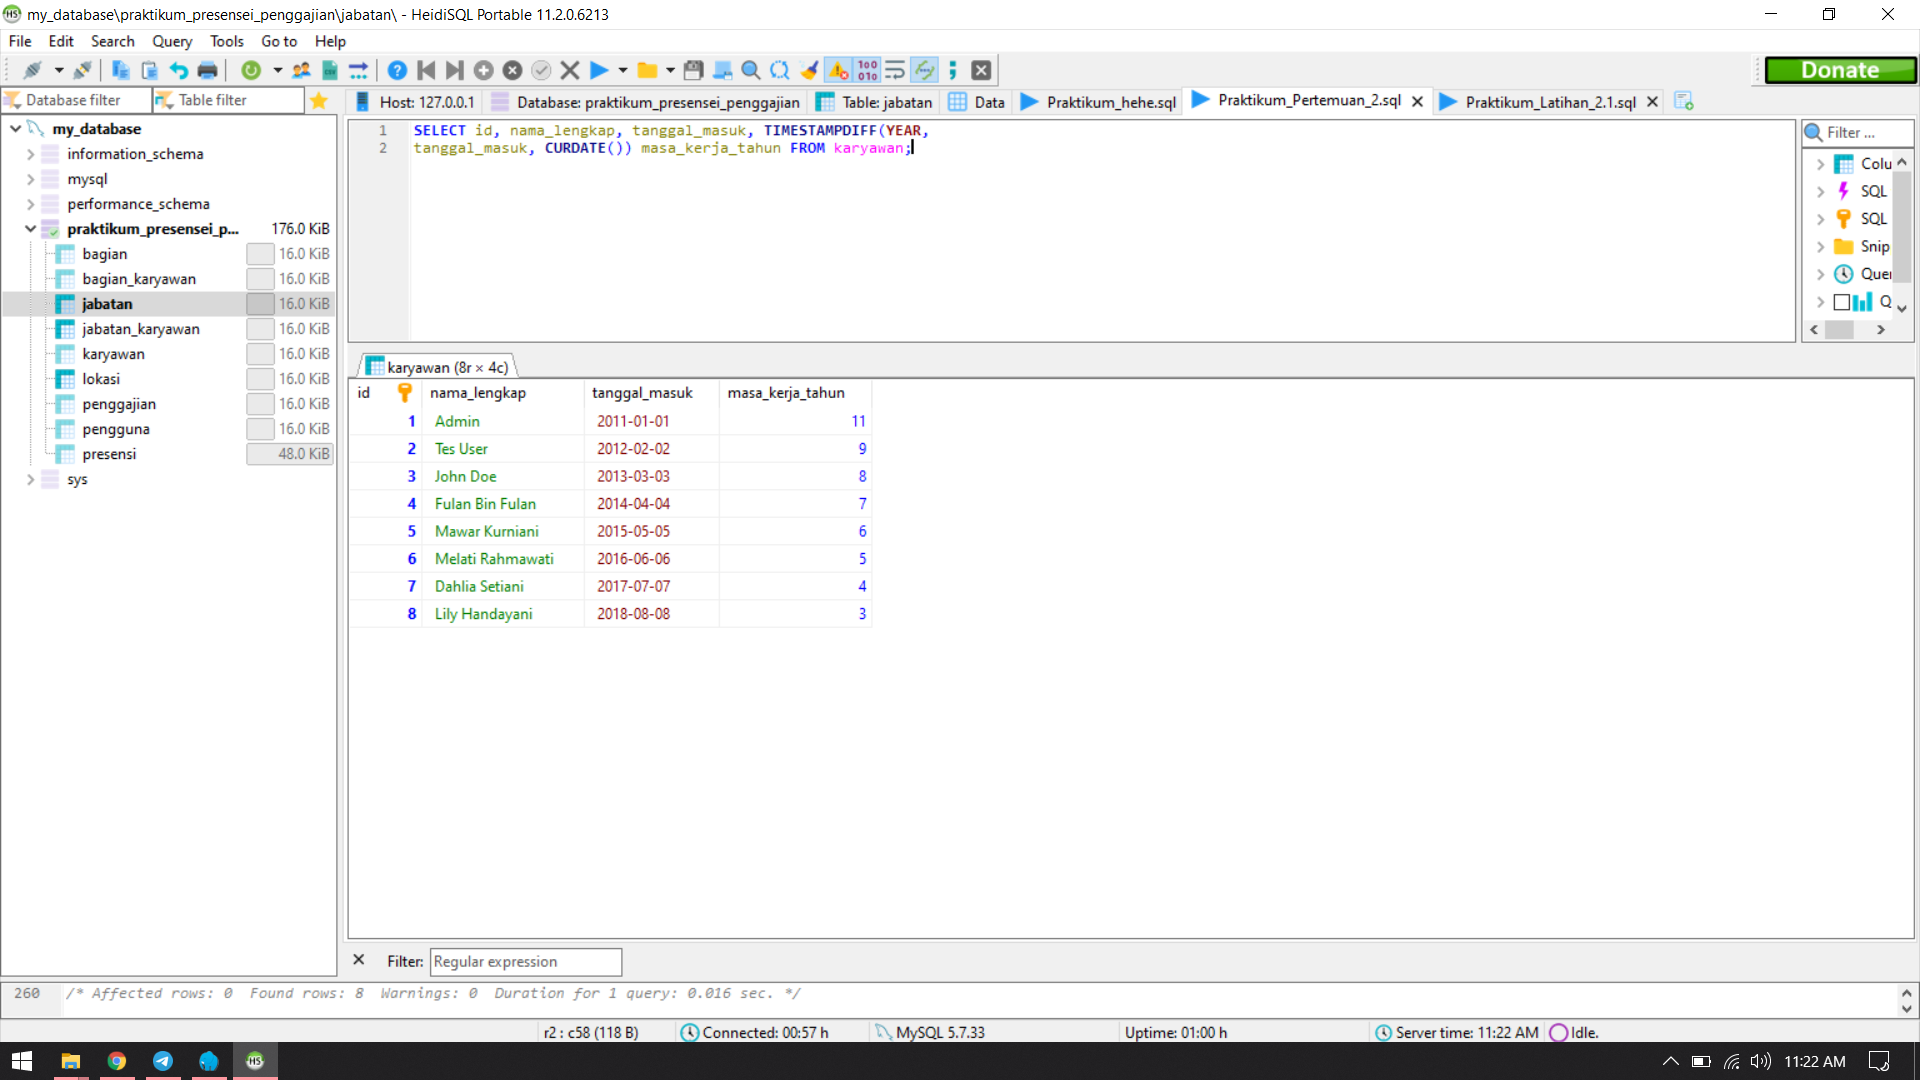 my_database\praktikum_presensei_penggajian\jabatan\ - HeidiSQL Portable 11.2.0.6213
File Edit Search Query Tools Go to Help
Donate
Database filter Table filter
Host: 127.0.0.1 Database: praktikum_presensei_penggajian Table: jabatan Data Praktikum_hehe.sql Praktikum_Pertemuan_2.sql Praktikum_Latihan_2.1.sql
my_database
information_schema
mysql
performance_schema
praktikum_presensei_p... 176.0 KiB
bagian 16.0 KiB
bagian_karyawan 16.0 KiB
jabatan 16.0 KiB
jabatan_karyawan 16.0 KiB
karyawan 16.0 KiB
lokasi 16.0 KiB
penggajian 16.0 KiB
pengguna 16.0 KiB
presensi 48.0 KiB
sys
1 SELECT id, nama_lengkap, tanggal_masuk, TIMESTAMPDIFF(YEAR,
2 tanggal_masuk, CURDATE()) masa_kerja_tahun FROM karyawan;
Filter ...
Colu
SQL
SQL
Snip
Quer
Q
karyawan (8r × 4c)
id nama_lengkap tanggal_masuk masa_kerja_tahun
1 Admin 2011-01-01 11
2 Tes User 2012-02-02 9
3 John Doe 2013-03-03 8
4 Fulan Bin Fulan 2014-04-04 7
5 Mawar Kurniani 2015-05-05 6
6 Melati Rahmawati 2016-06-06 5
7 Dahlia Setiani 2017-07-07 4
8 Lily Handayani 2018-08-08 3
Filter: Regular expression
260 /* Affected rows: 0 Found rows: 8 Warnings: 0 Duration for 1 query: 0.016 sec. */
r2 : c58 (118 B) Connected: 00:57 h MySQL 5.7.33 Uptime: 01:00 h Server time: 11:22 AM Idle.
11:22 AM